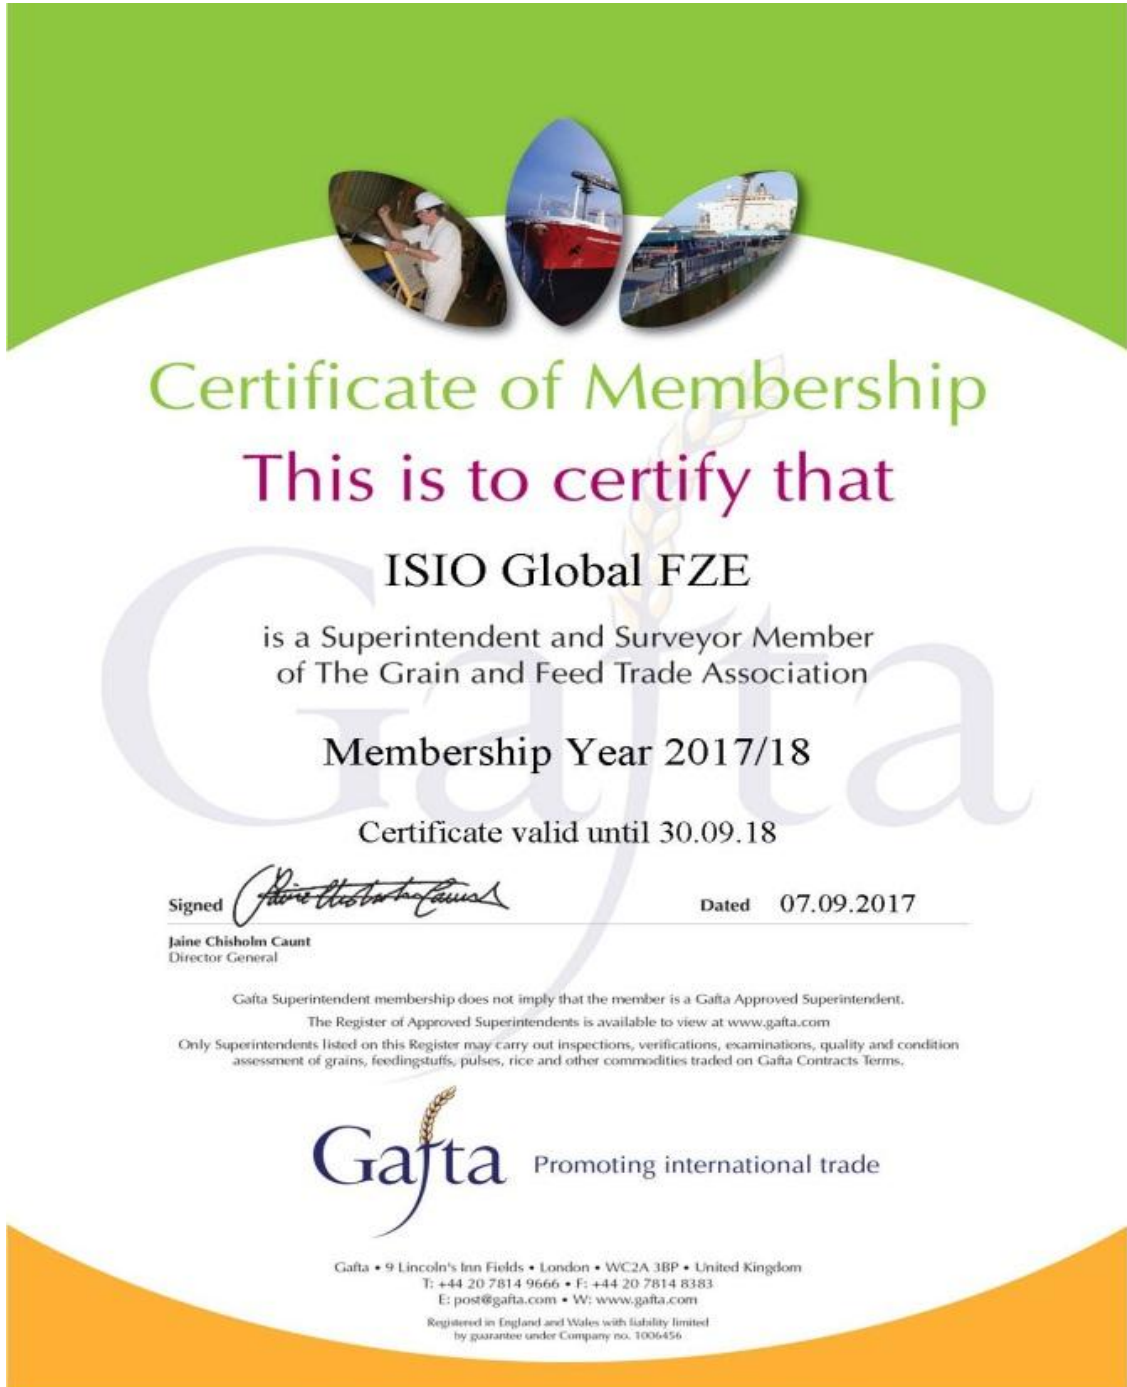 Certificate of Membership
This is to certify that
ISIO Global FZE
is a Superintendent and Surveyor Member
of The Grain and Feed Trade Association
Membership Year 2017/18
Certificate valid until 30.09.18
Signed
Dated 07.09.2017
Jaine Chisholm Caunt
Director General
Gafta Superintendent membership does not imply that the member is a Gafta Approved Superintendent.
The Register of Approved Superintendents is available to view at www.gafta.com
Only Superintendents listed on this Register may carry out inspections, verifications, examinations, quality and condition
assessment of grains, feedingstuffs, pulses, rice and other commodities traded on Gafta Contracts Terms.
Gafta Promoting international trade
Gafta • 9 Lincoln's Inn Fields • London • WC2A 3BP • United Kingdom
T: +44 20 7814 9666 • F: +44 20 7814 8383
E: post@gafta.com • W: www.gafta.com
Registered in England and Wales with liability limited
by guarantee under Company no. 1006456